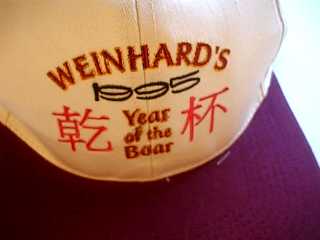 WEINHARD'S
1995
乾 Year of the Boar 杯